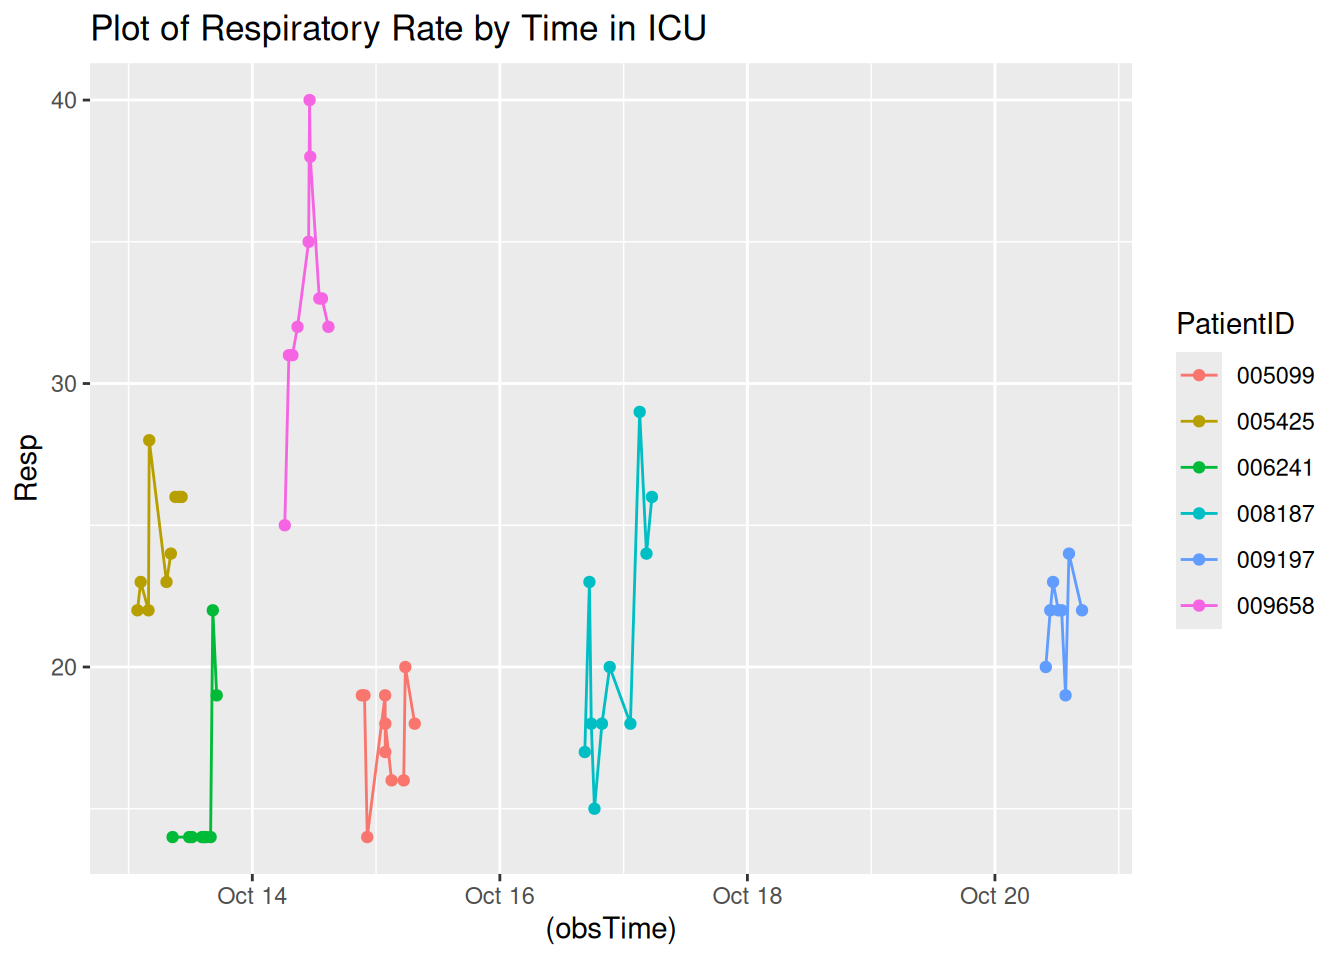 Plot of Respiratory Rate by Time in ICU
Resp
40
30
20
Oct 14
Oct 16
Oct 18
Oct 20
(obsTime)
PatientID
005099
005425
006241
008187
009197
009658